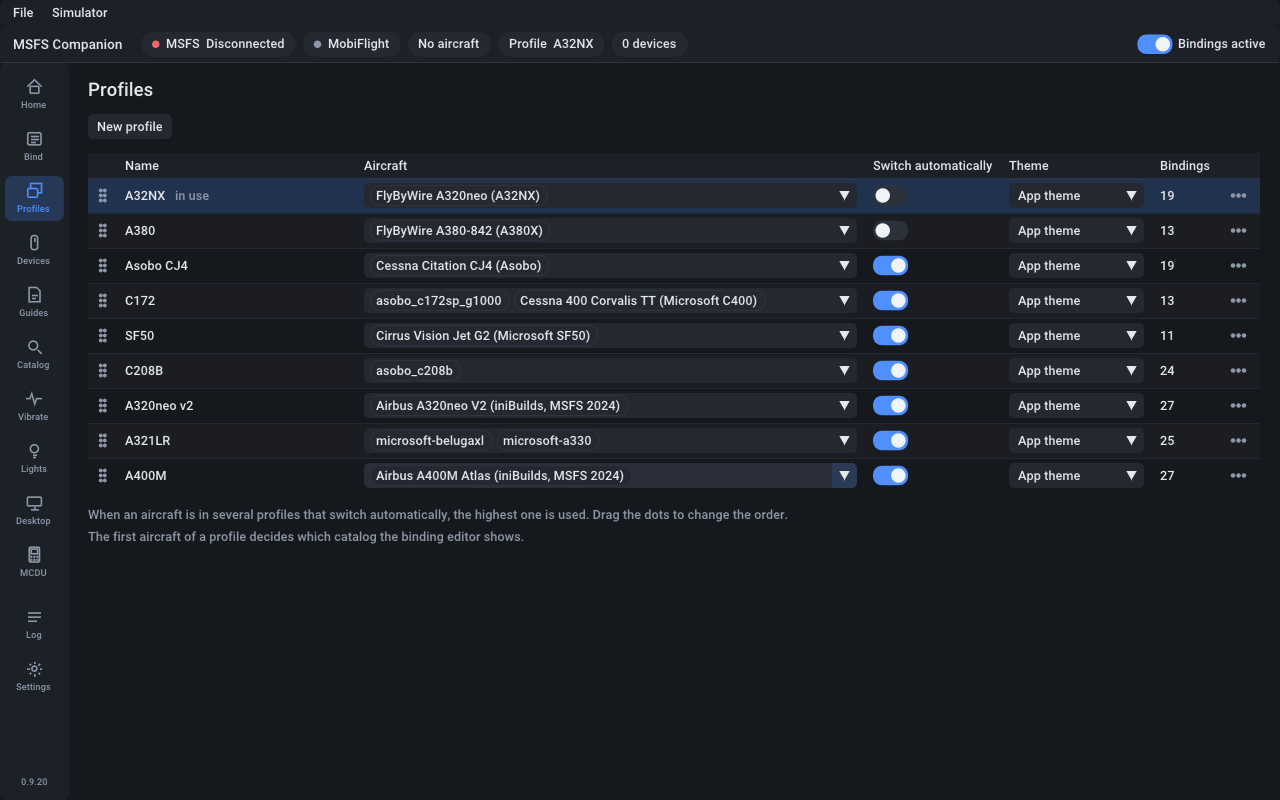 File Simulator
MSFS Companion MSFS Disconnected MobiFlight No aircraft Profile A32NX 0 devices Bindings active
Home
Bind
Profiles
Devices
Guides
Catalog
Vibrate
Lights
Desktop
MCDU
Log
Settings
0.9.20
Profiles
New profile
Name Aircraft Switch automatically Theme Bindings
A32NX in use FlyByWire A320neo (A32NX) App theme 19
A380 FlyByWire A380-842 (A380X) App theme 13
Asobo CJ4 Cessna Citation CJ4 (Asobo) App theme 19
C172 asobo_c172sp_g1000 Cessna 400 Corvalis TT (Microsoft C400) App theme 13
SF50 Cirrus Vision Jet G2 (Microsoft SF50) App theme 11
C208B asobo_c208b App theme 24
A320neo v2 Airbus A320neo V2 (iniBuilds, MSFS 2024) App theme 27
A321LR microsoft-belugaxl microsoft-a330 App theme 25
A400M Airbus A400M Atlas (iniBuilds, MSFS 2024) App theme 27
When an aircraft is in several profiles that switch automatically, the highest one is used. Drag the dots to change the order.
The first aircraft of a profile decides which catalog the binding editor shows.